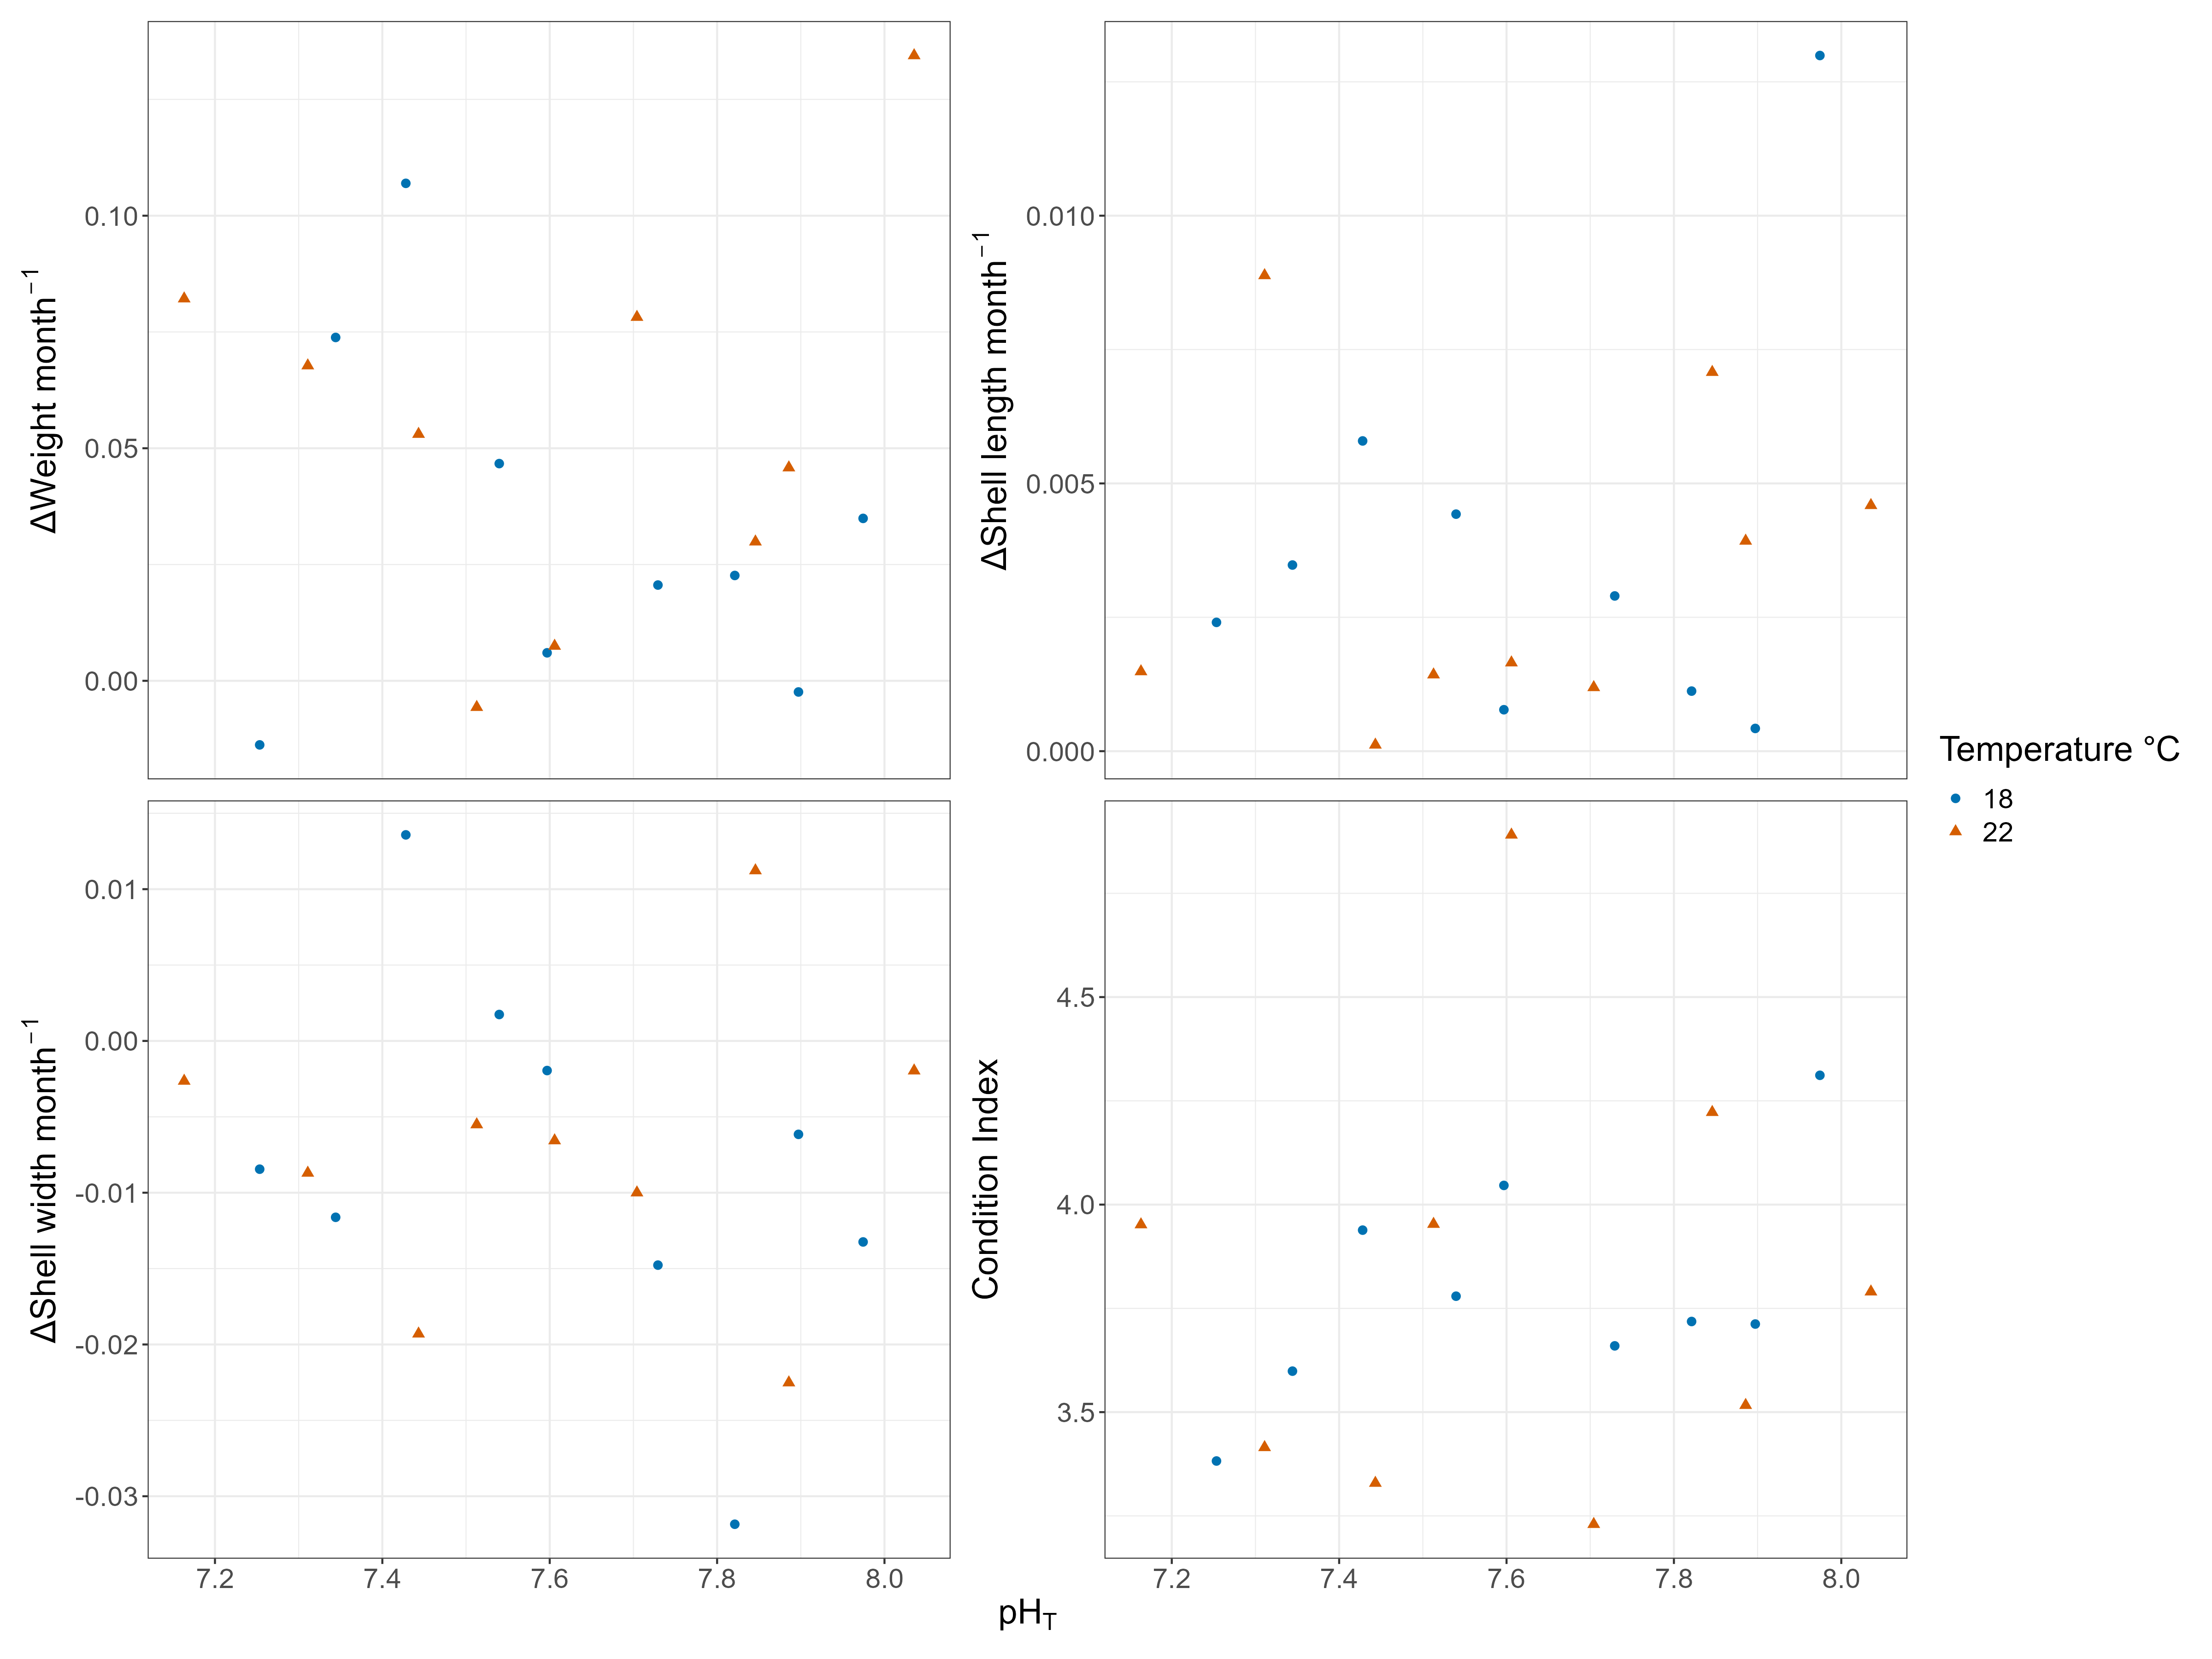 ΔWeight month⁻¹
0.10
0.05
0.00
ΔShell length month⁻¹
0.010
0.005
0.000
ΔShell width month⁻¹
0.01
0.00
-0.01
-0.02
-0.03
7.2 7.4 7.6 7.8 8.0
Condition Index
4.5
4.0
3.5
7.2 7.4 7.6 7.8 8.0
pH_T
Temperature °C
18
22